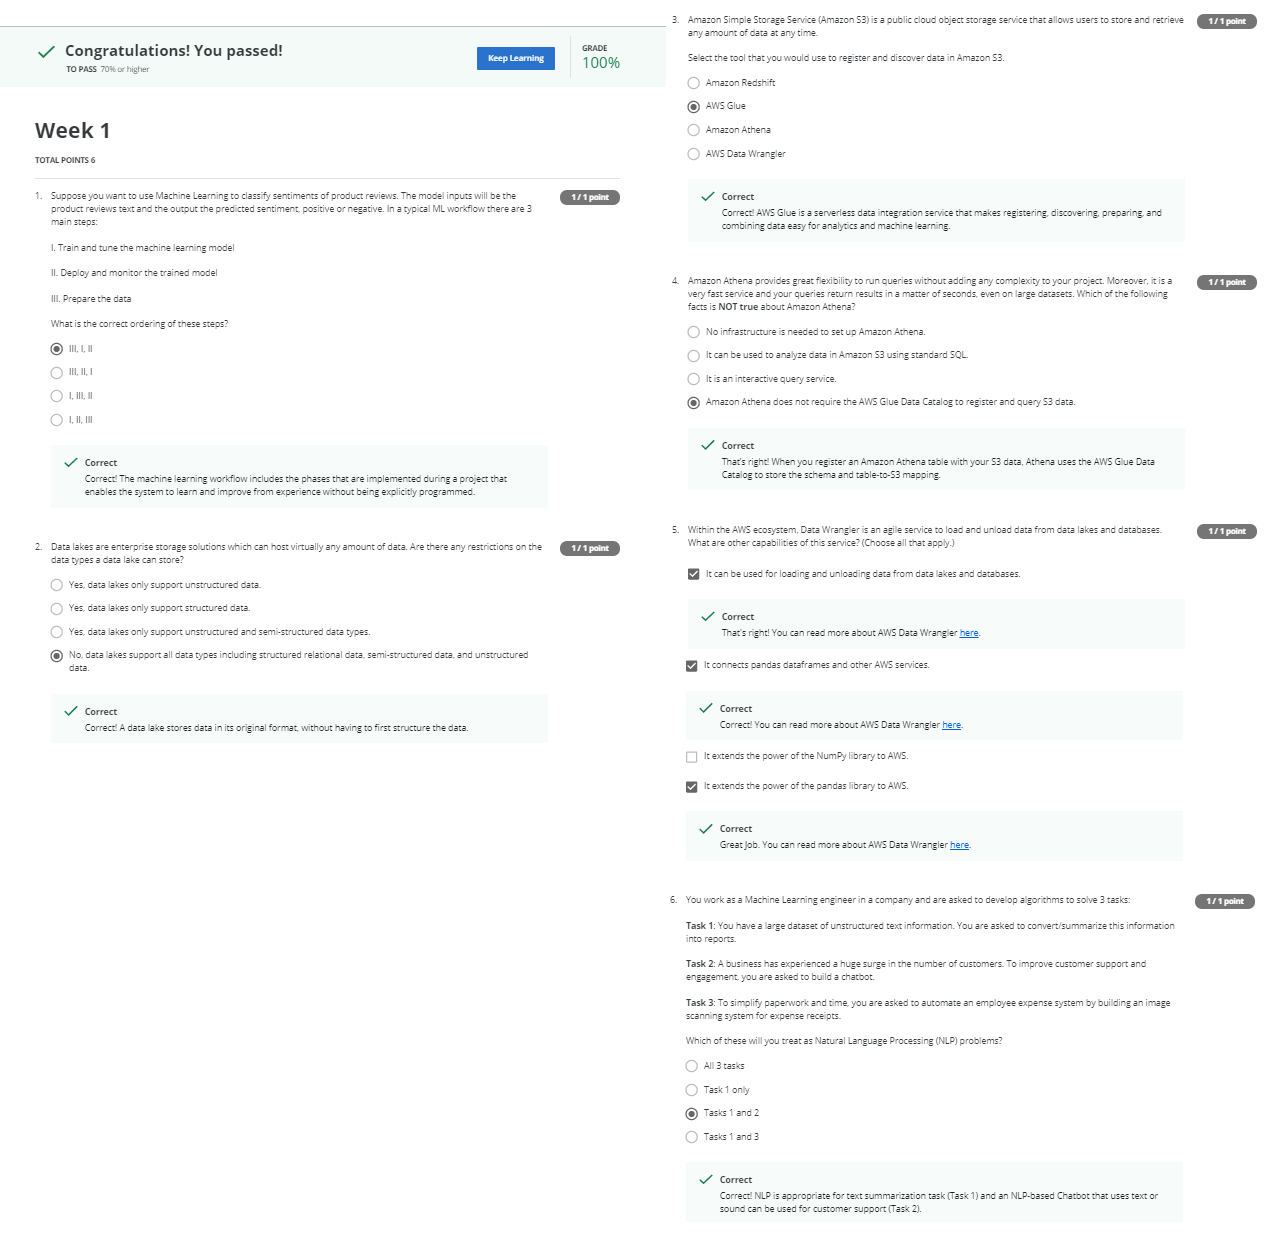 Congratulations! You passed!
TO PASS 70% or higher
Keep Learning
GRADE
100%
Week 1
TOTAL POINTS 6
1. Suppose you want to use Machine Learning to classify sentiments of product reviews. The model inputs will be the
product reviews text and the output the predicted sentiment, positive or negative. In a typical ML workflow there are 3
main steps:
1 / 1 point
I. Train and tune the machine learning model
II. Deploy and monitor the trained model
III. Prepare the data
What is the correct ordering of these steps?
III, I, II
III, II, I
I, III, II
I, II, III
Correct
Correct! The machine learning workflow includes the phases that are implemented during a project that
enables the system to learn and improve from experience without being explicitly programmed.
2. Data lakes are enterprise storage solutions which can host virtually any amount of data. Are there any restrictions on the
data types a data lake can store?
1 / 1 point
Yes, data lakes only support unstructured data.
Yes, data lakes only support structured data.
Yes, data lakes only support unstructured and semi-structured data types.
No, data lakes support all data types including structured relational data, semi-structured data, and unstructured
data.
Correct
Correct! A data lake stores data in its original format, without having to first structure the data.
3. Amazon Simple Storage Service (Amazon S3) is a public cloud object storage service that allows users to store and retrieve
any amount of data at any time.
1 / 1 point
Select the tool that you would use to register and discover data in Amazon S3.
Amazon Redshift
AWS Glue
Amazon Athena
AWS Data Wrangler
Correct
Correct! AWS Glue is a serverless data integration service that makes registering, discovering, preparing, and
combining data easy for analytics and machine learning.
4. Amazon Athena provides great flexibility to run queries without adding any complexity to your project. Moreover, it is a
very fast service and your queries return results in a matter of seconds, even on large datasets. Which of the following
facts is NOT true about Amazon Athena?
1 / 1 point
No infrastructure is needed to set up Amazon Athena.
It can be used to analyze data in Amazon S3 using standard SQL.
It is an interactive query service.
Amazon Athena does not require the AWS Glue Data Catalog to register and query S3 data.
Correct
That's right! When you register an Amazon Athena table with your S3 data, Athena uses the AWS Glue Data
Catalog to store the schema and table-to-S3 mapping.
5. Within the AWS ecosystem, Data Wrangler is an agile service to load and unload data from data lakes and databases.
What are other capabilities of this service? (Choose all that apply.)
1 / 1 point
It can be used for loading and unloading data from data lakes and databases.
Correct
That's right! You can read more about AWS Data Wrangler here.
It connects pandas dataframes and other AWS services.
Correct
Correct! You can read more about AWS Data Wrangler here.
It extends the power of the NumPy library to AWS.
It extends the power of the pandas library to AWS.
Correct
Great Job. You can read more about AWS Data Wrangler here.
6. You work as a Machine Learning engineer in a company and are asked to develop algorithms to solve 3 tasks:
1 / 1 point
Task 1: You have a large dataset of unstructured text information. You are asked to convert/summarize this information
into reports.
Task 2: A business has experienced a huge surge in the number of customers. To improve customer support and
engagement, you are asked to build a chatbot.
Task 3: To simplify paperwork and time, you are asked to automate an employee expense system by building an image
scanning system for expense receipts.
Which of these will you treat as Natural Language Processing (NLP) problems?
All 3 tasks
Task 1 only
Tasks 1 and 2
Tasks 1 and 3
Correct
Correct! NLP is appropriate for text summarization task (Task 1) and an NLP-based Chatbot that uses text or
sound can be used for customer support (Task 2).